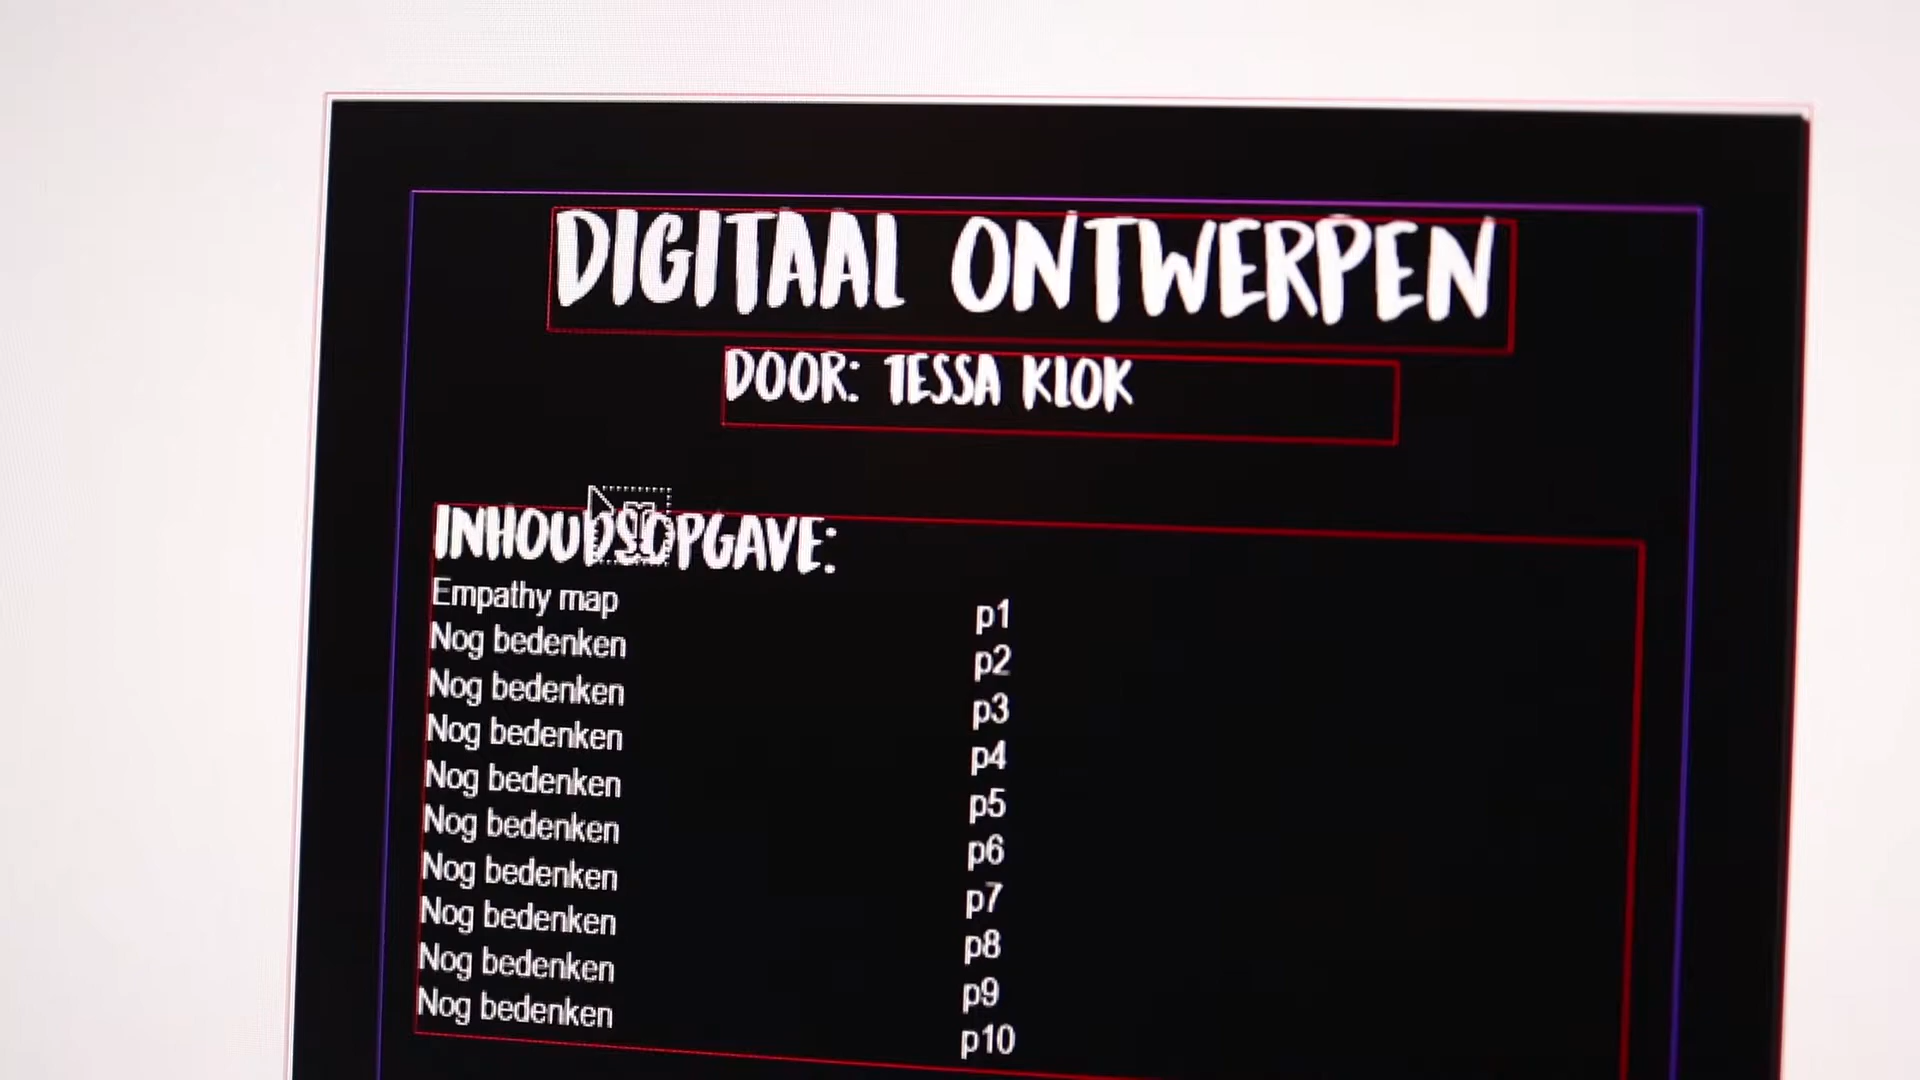 DIGITAAL ONTWERPEN
DOOR: TESSA KLOK
INHOUDSOPGAVE:
Empathy map p1
Nog bedenken p2
Nog bedenken p3
Nog bedenken p4
Nog bedenken p5
Nog bedenken p6
Nog bedenken p7
Nog bedenken p8
Nog bedenken p9
Nog bedenken p10